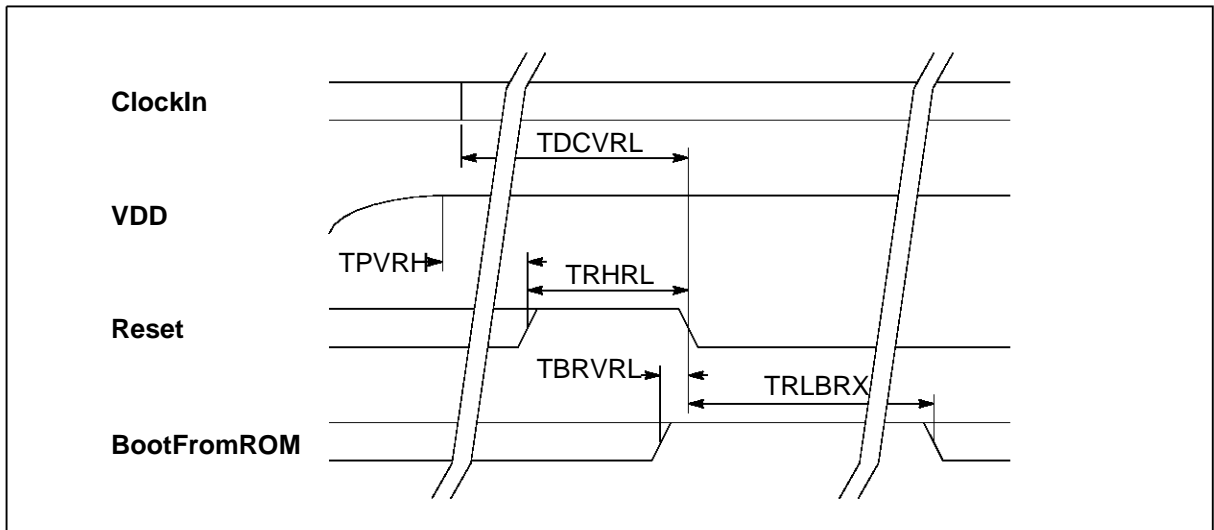 ClockIn
TDCVRL
VDD
TPVRH
TRHRL
Reset
TBRVRL
TRLBRX
BootFromROM